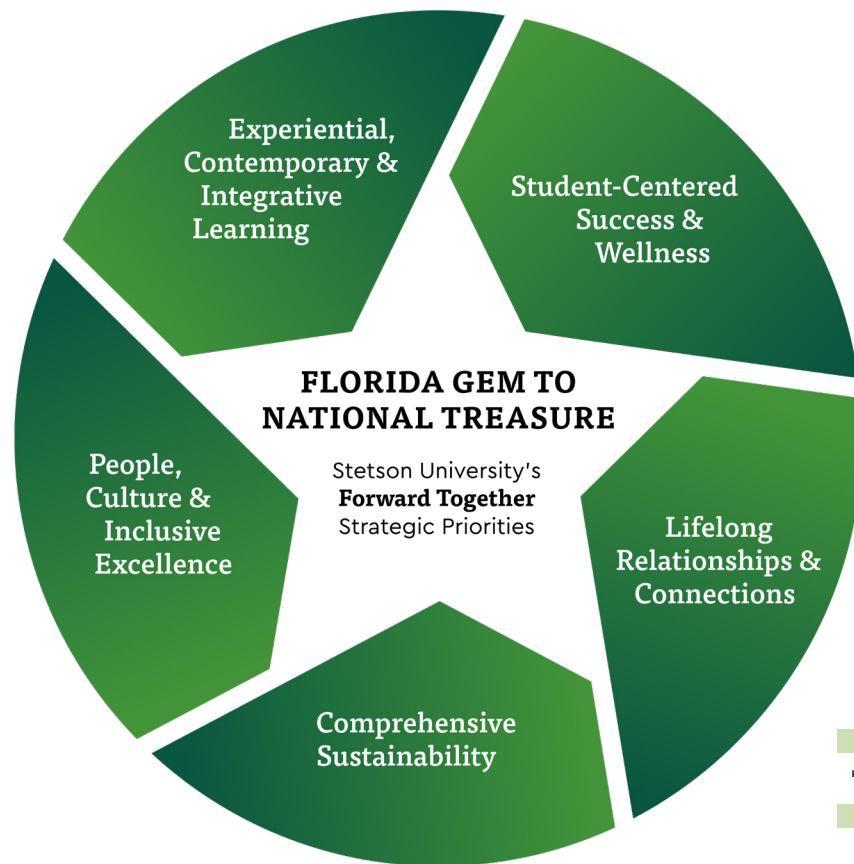 Experiential,
Contemporary &
Integrative
Learning
Student-Centered
Success &
Wellness
FLORIDA GEM TO
NATIONAL TREASURE
Stetson University's
Forward Together
Strategic Priorities
People,
Culture &
Inclusive
Excellence
Lifelong
Relationships &
Connections
Comprehensive
Sustainability